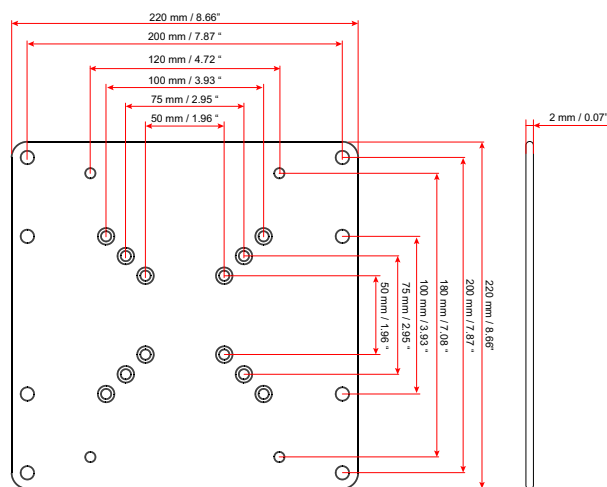 220 mm / 8.66"
200 mm / 7.87"
120 mm / 4.72 "
100 mm / 3.93 "
75 mm / 2.95 "
50 mm / 1.96 "
2 mm / 0.07"
50 mm / 1.96 "
75 mm / 2.95 "
100 mm / 3.93 "
180 mm / 7.08 "
200 mm / 7.87"
220 mm / 8.66"